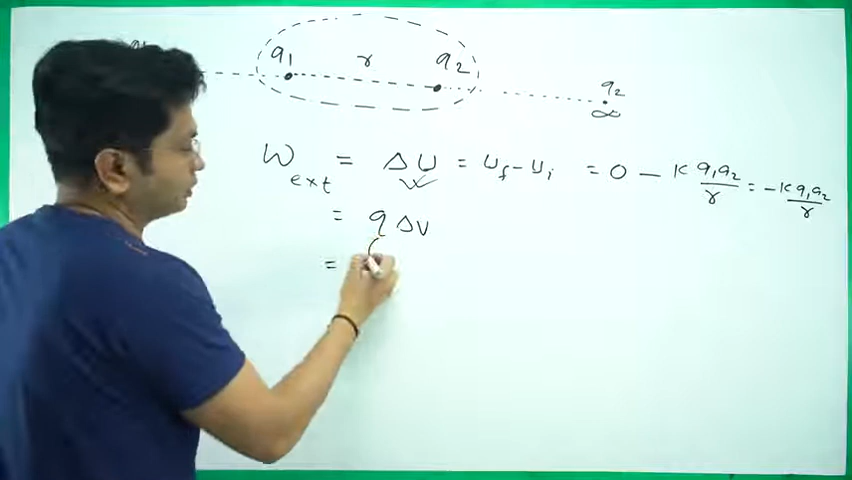 q₁ r q₂ q₂
∞
W_ext = ΔU = U_f - U_i = 0 - K q₁q₂/r = -K q₁q₂/r
= q ΔV
=